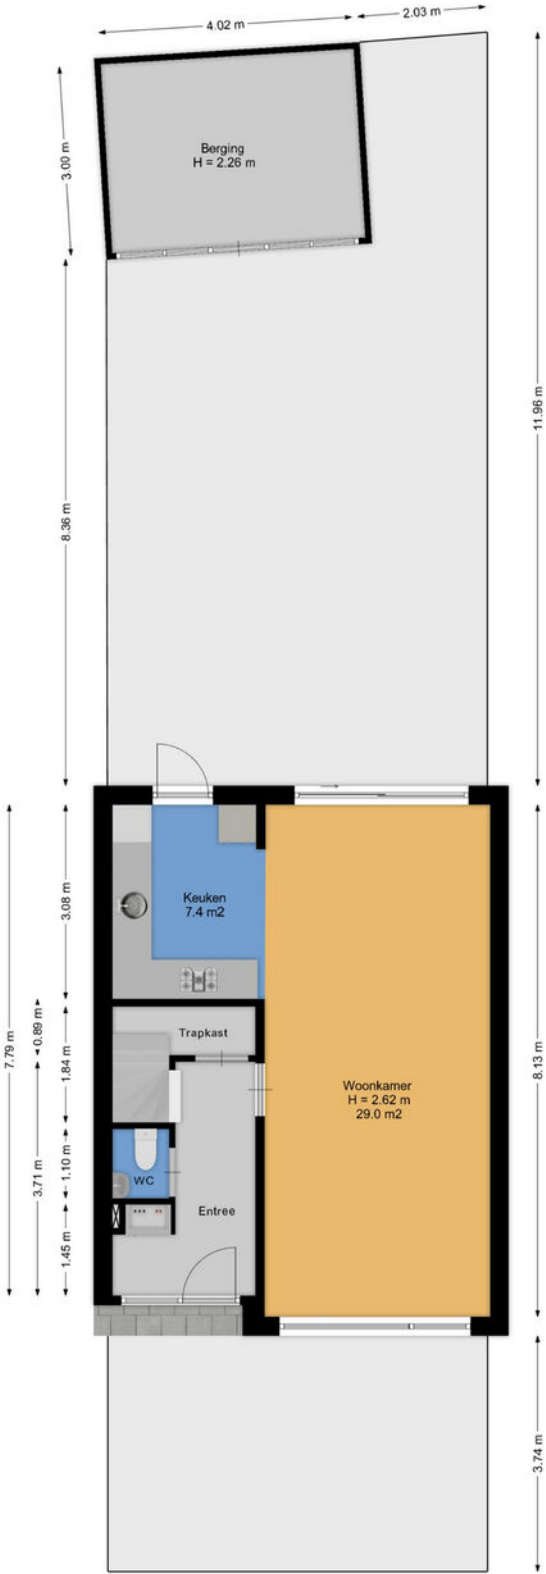 4.02 m
2.03 m
3.00 m
Berging
H = 2.26 m
11.96 m
8.36 m
Keuken
7.4 m2
3.08 m
0.89 m
7.79 m
1.84 m
Trapkast
8.13 m
Woonkamer
H = 2.62 m
29.0 m2
1.10 m
3.71 m
WC
Entree
1.45 m
3.74 m